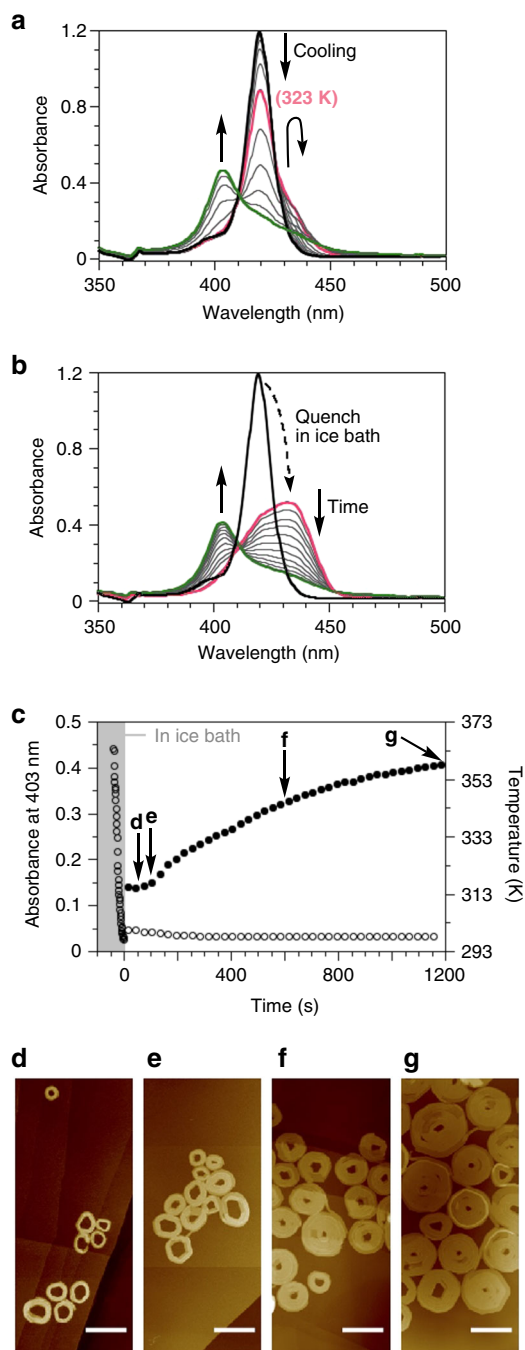 a
1.2
Cooling
(323 K)
0.8
0.4
0
Absorbance
350 400 450 500
Wavelength (nm)
b
1.2
Quench
in ice bath
0.8
Time
0.4
0
Absorbance
350 400 450 500
Wavelength (nm)
c
0.5 373
In ice bath
f g
0.4 353
d e
0.3 333
0.2
313
0.1
0 293
Absorbance at 403 nm
Temperature (K)
0 400 800 1200
Time (s)
d e f g